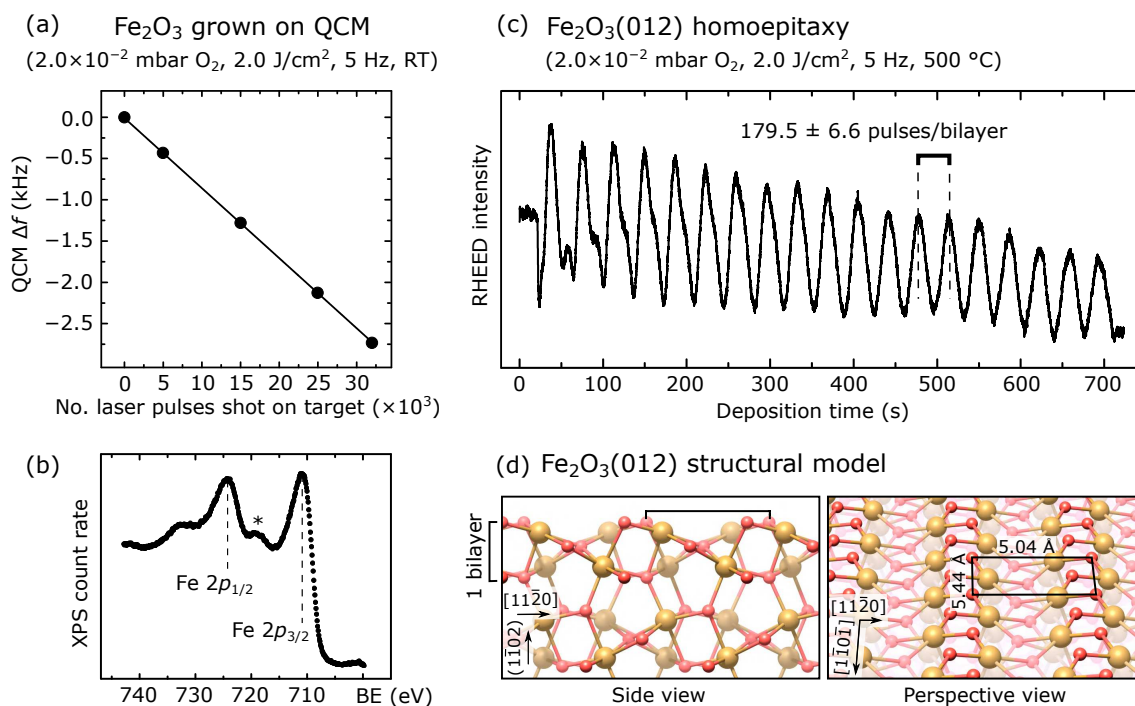 (a) Fe₂O₃ grown on QCM
(2.0×10⁻² mbar O₂, 2.0 J/cm², 5 Hz, RT)
QCM Δf (kHz)
0.0
−0.5
−1.0
−1.5
−2.0
−2.5
0 5 10 15 20 25 30 35
No. laser pulses shot on target (×10³)
(b)
XPS count rate
*
Fe 2p₁/₂
Fe 2p₃/₂
740 730 720 710 BE (eV)
(c) Fe₂O₃(012) homoepitaxy
(2.0×10⁻² mbar O₂, 2.0 J/cm², 5 Hz, 500 °C)
179.5 ± 6.6 pulses/bilayer
RHEED intensity
0 100 200 300 400 500 600 700
Deposition time (s)
(d) Fe₂O₃(012) structural model
1 bilayer
[112̄0]
(11̄02)
Side view
5.04 Å
5.44 Å
[112̄0]
[11̄01̄]
Perspective view